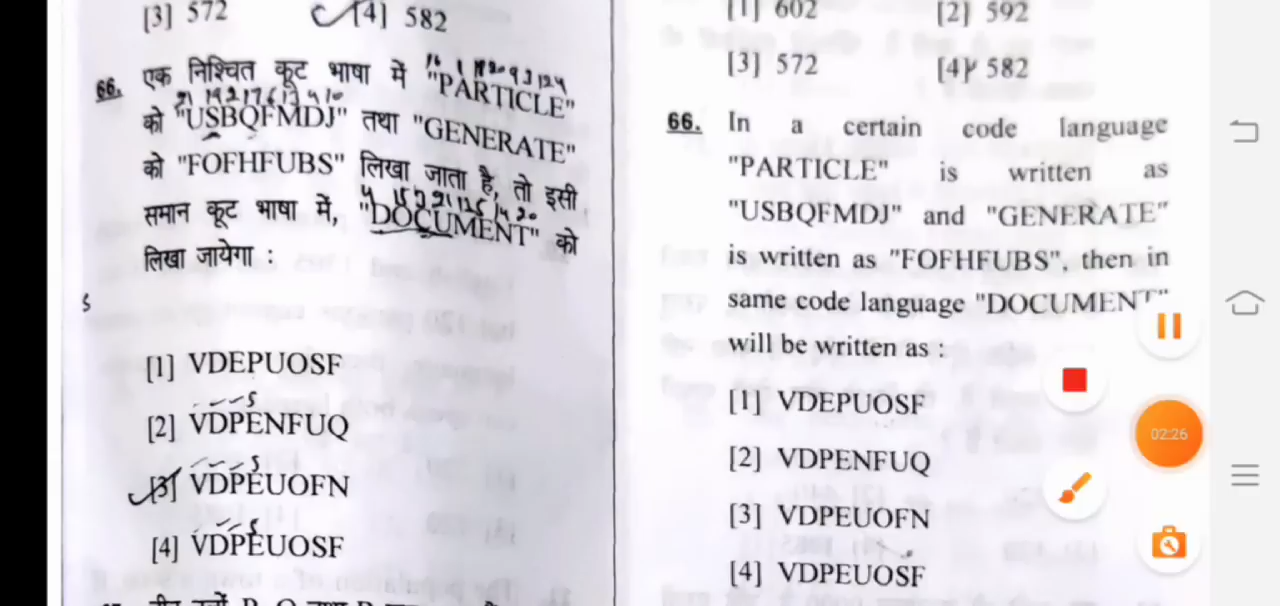 [3] 572 [4] 582
66. एक निश्चित कूट भाषा में "PARTICLE"
को "USBQFMDJ" तथा "GENERATE"
को "FOFHFUBS" लिखा जाता है, तो इसी
समान कूट भाषा में, "DOCUMENT" को
लिखा जायेगा :
[1] VDEPUOSF
[2] VDPENFUQ
[3] VDPEUOFN
[4] VDPEUOSF
[1] 602 [2] 592
[3] 572 [4] 582
66. In a certain code language
"PARTICLE" is written as
"USBQFMDJ" and "GENERATE"
is written as "FOFHFUBS", then in
same code language "DOCUMENT"
will be written as :
[1] VDEPUOSF
[2] VDPENFUQ
[3] VDPEUOFN
[4] VDPEUOSF
02:26